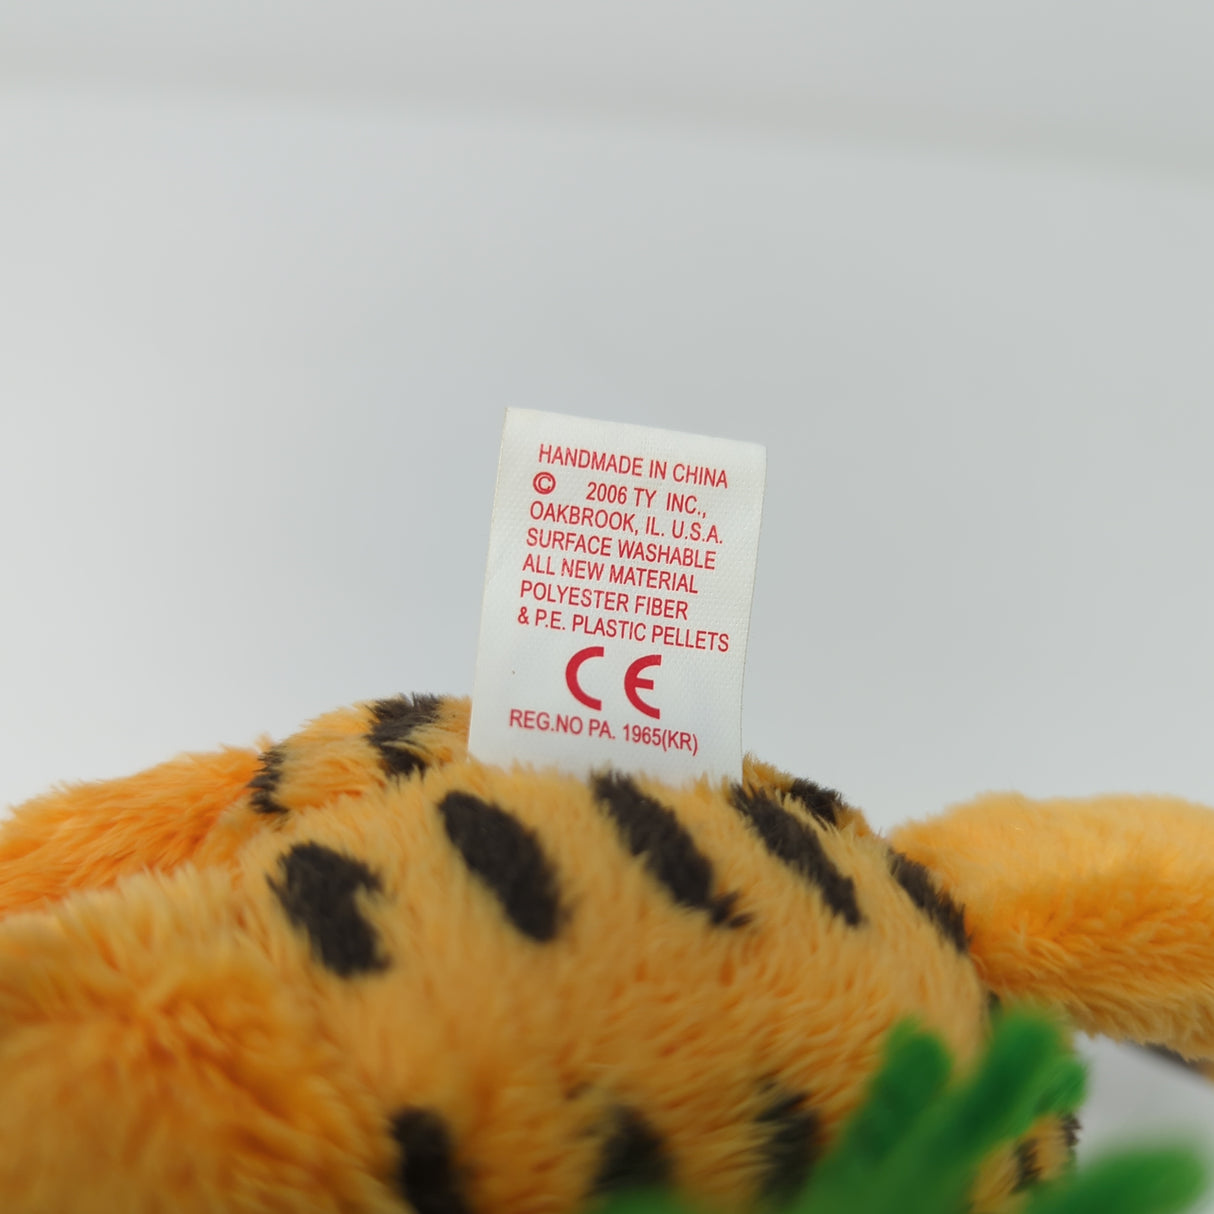 HANDMADE IN CHINA
© 2006 TY INC.,
OAKBROOK, IL. U.S.A.
SURFACE WASHABLE
ALL NEW MATERIAL
POLYESTER FIBER
& P.E. PLASTIC PELLETS
CE
REG.NO PA. 1965(KR)